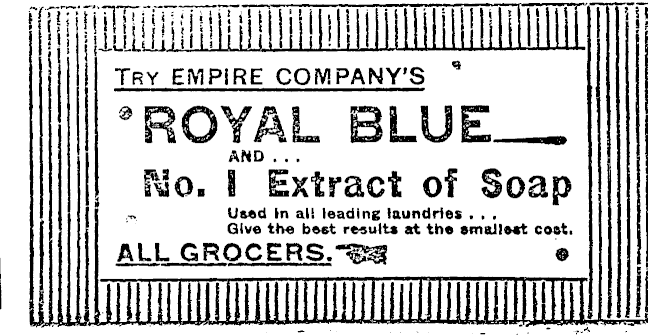 TRY EMPIRE COMPANY'S
ROYAL BLUE
AND ...
No. 1 Extract of Soap
Used in all leading laundries ...
Give the best results at the smallest cost.
ALL GROCERS.